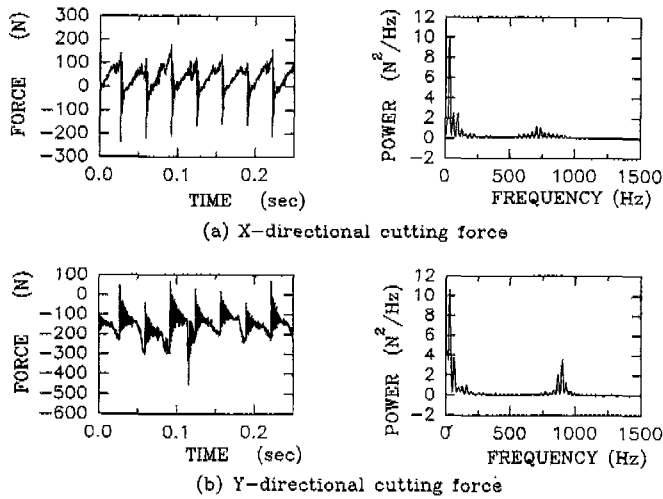 FORCE (N)
300
200
100
0
-100
-200
-300
0.0 0.1 0.2
TIME (sec)
POWER (N²/Hz)
12
10
8
6
4
2
0
-2
0 500 1000 1500
FREQUENCY (Hz)
(a) X-directional cutting force
FORCE (N)
100
0
-100
-200
-300
-400
-500
-600
0.0 0.1 0.2
TIME (sec)
POWER (N²/Hz)
12
10
8
6
4
2
0
-2
0 500 1000 1500
FREQUENCY (Hz)
(b) Y-directional cutting force